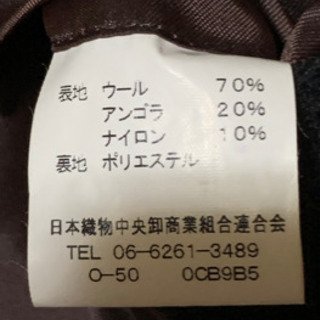 表地 ウール 70%
アンゴラ 20%
ナイロン 10%
裏地 ポリエステル
日本織物中央卸商業組合連合会
TEL 06-6261-3489
O-50 0CB9B5